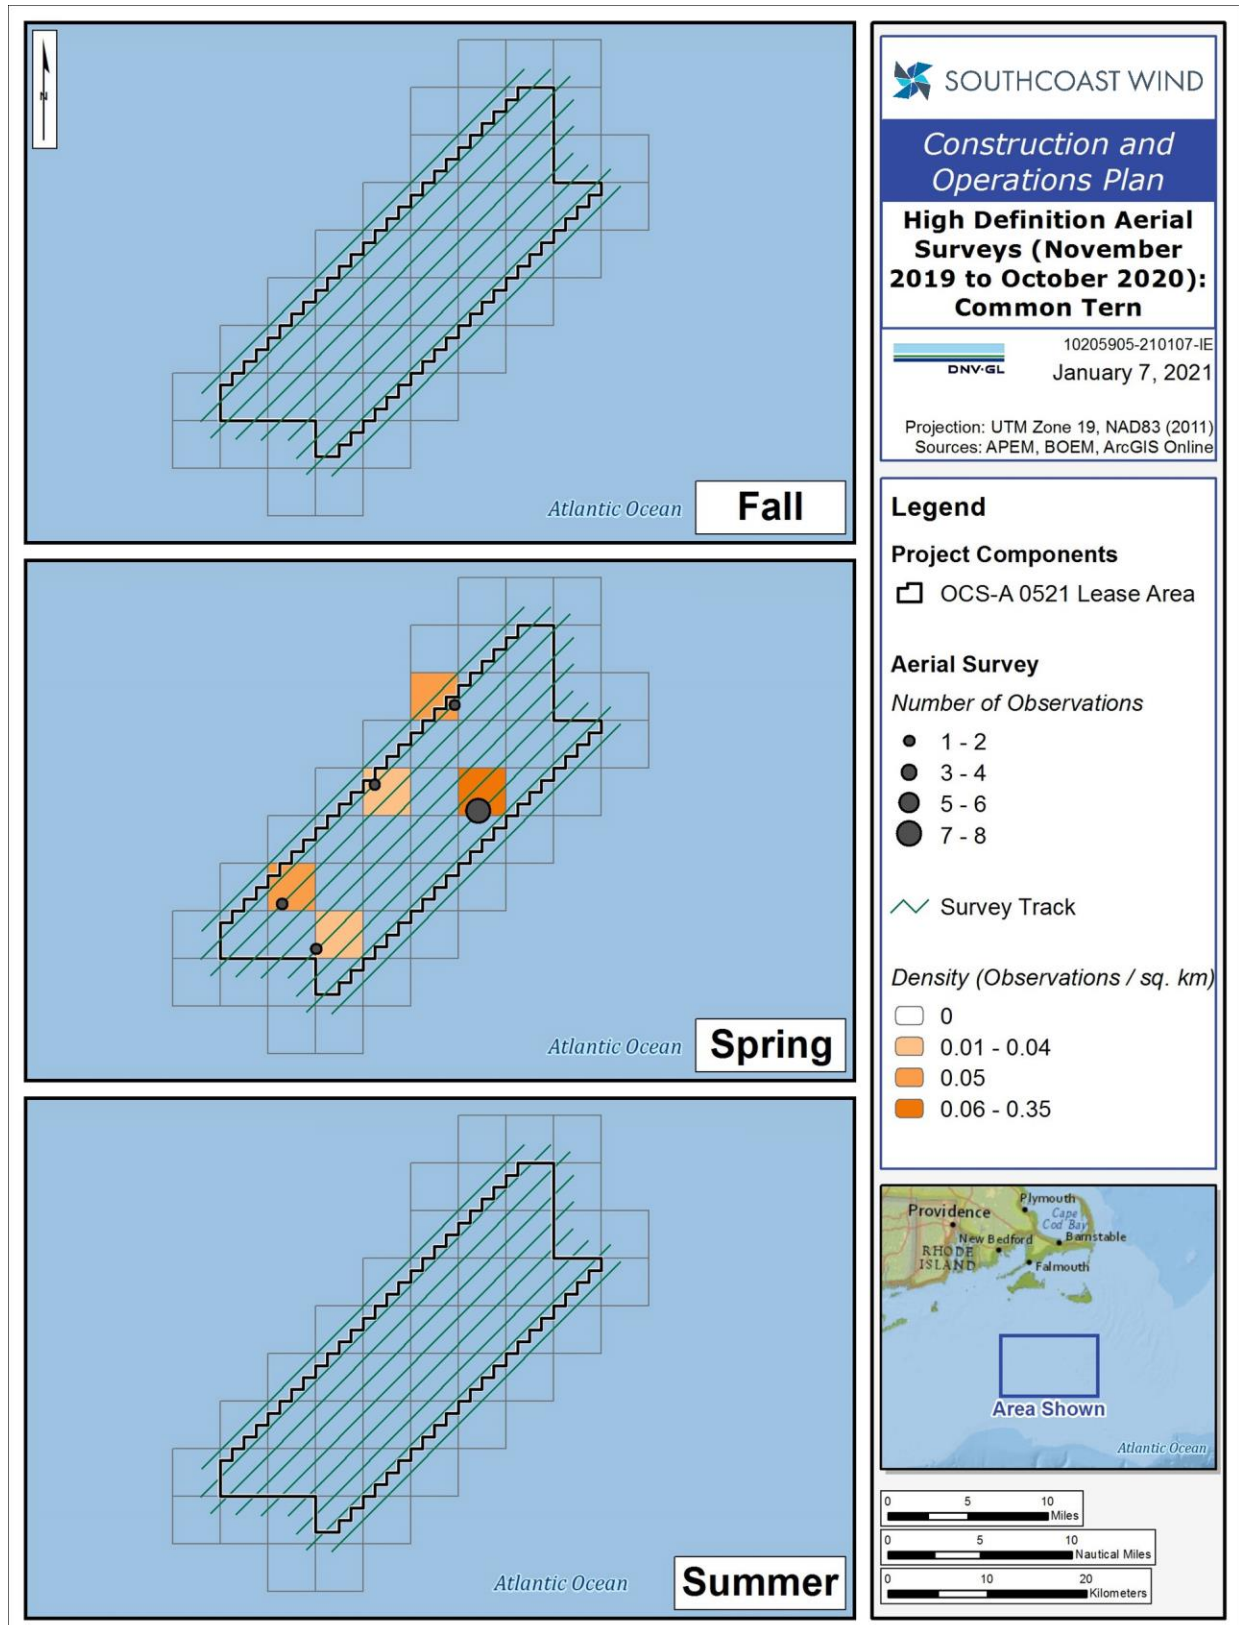 N
Atlantic Ocean
Fall
Atlantic Ocean
Spring
Atlantic Ocean
Summer
SOUTHCOAST WIND
Construction and
Operations Plan
High Definition Aerial
Surveys (November
2019 to October 2020):
Common Tern
DNV·GL
10205905-210107-IE
January 7, 2021
Projection: UTM Zone 19, NAD83 (2011)
Sources: APEM, BOEM, ArcGIS Online
Legend
Project Components
OCS-A 0521 Lease Area
Aerial Survey
Number of Observations
1 - 2
3 - 4
5 - 6
7 - 8
Survey Track
Density (Observations / sq. km)
0
0.01 - 0.04
0.05
0.06 - 0.35
Plymouth
Providence
Cape
Cod Bay
New Bedford
Barnstable
RHODE
ISLAND
Falmouth
Area Shown
Atlantic Ocean
0 5 10
Miles
0 5 10
Nautical Miles
0 10 20
Kilometers